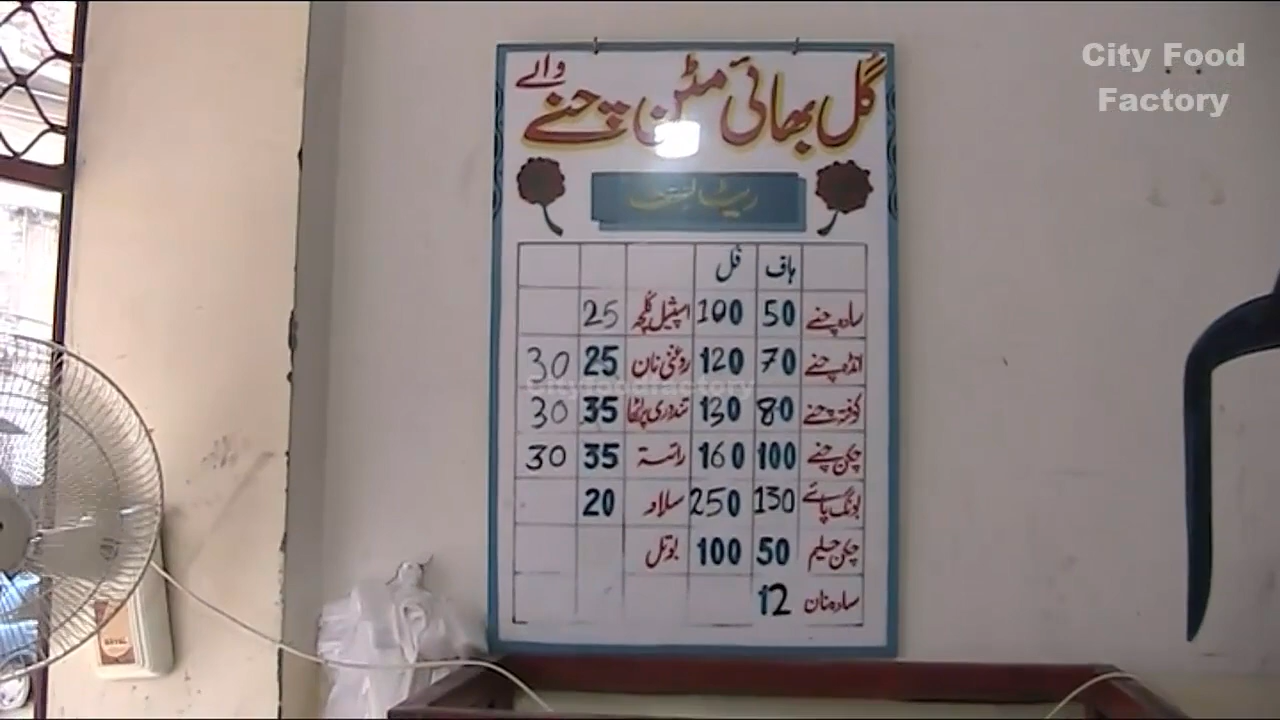 City Food
Factory
گل بھائی مٹن چنے والے
ریٹ لسٹ
ہاف فل
سادہ چنے 50 100 اسپیشل کلچہ 25
انڈہ چنے 70 120 روغنی نان 25 30
کوفتہ چنے 80 130 تندوری پراٹھا 35 30
چکن چنے 100 160 رائتہ 35 30
بونگ پائے 130 250 سلاد 20
چکن حلیم 50 100 بوتل
سادہ نان 12
Cityfoodfactory